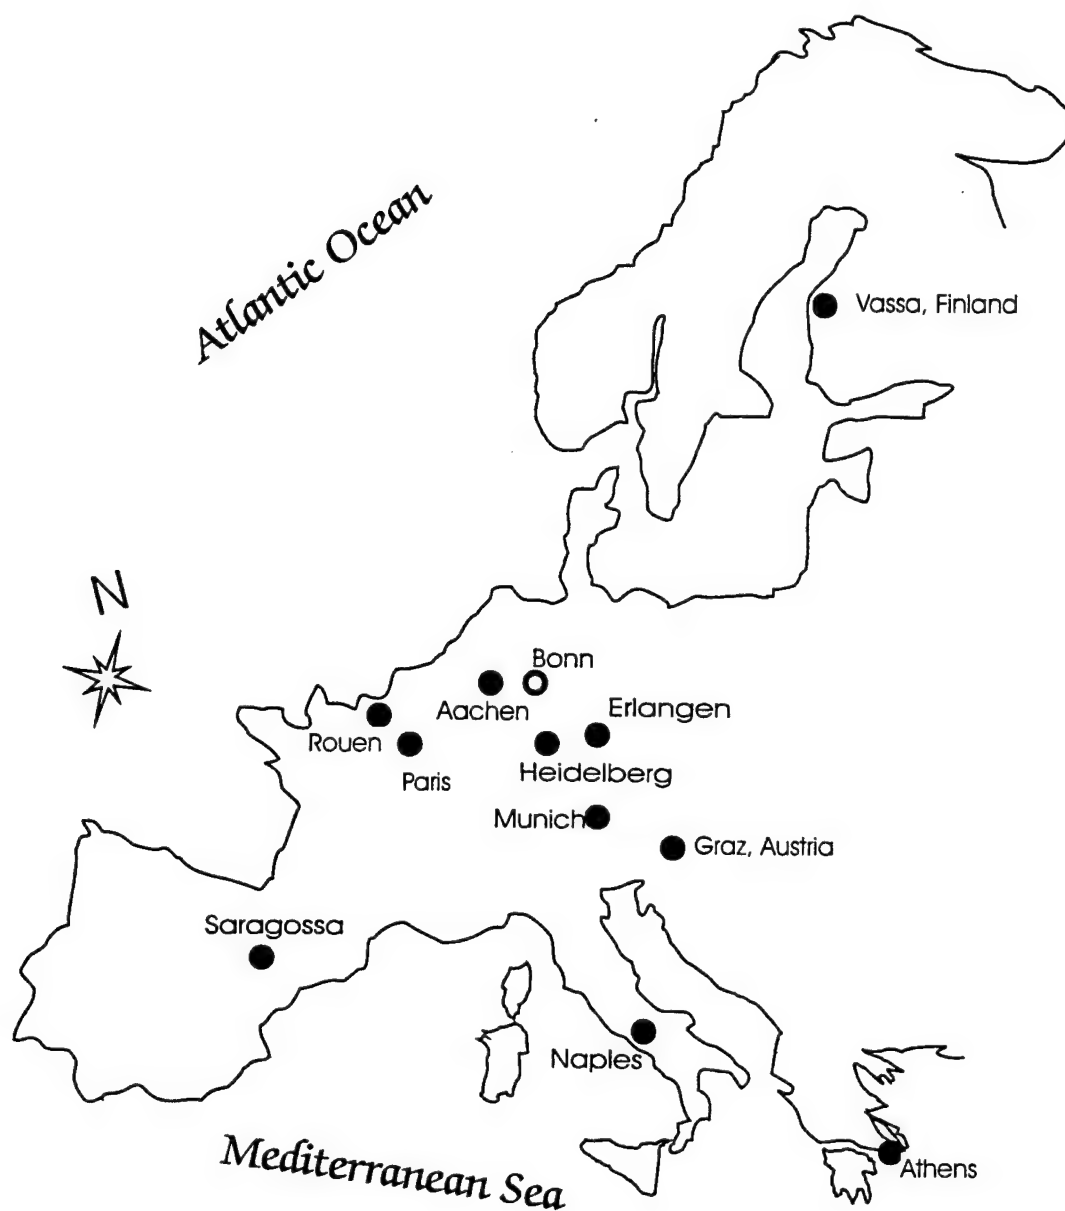 Atlantic Ocean
Vassa, Finland
N
Bonn
Aachen
Erlangen
Rouen
Heidelberg
Paris
Munich
Graz, Austria
Saragossa
Naples
Mediterranean Sea
Athens